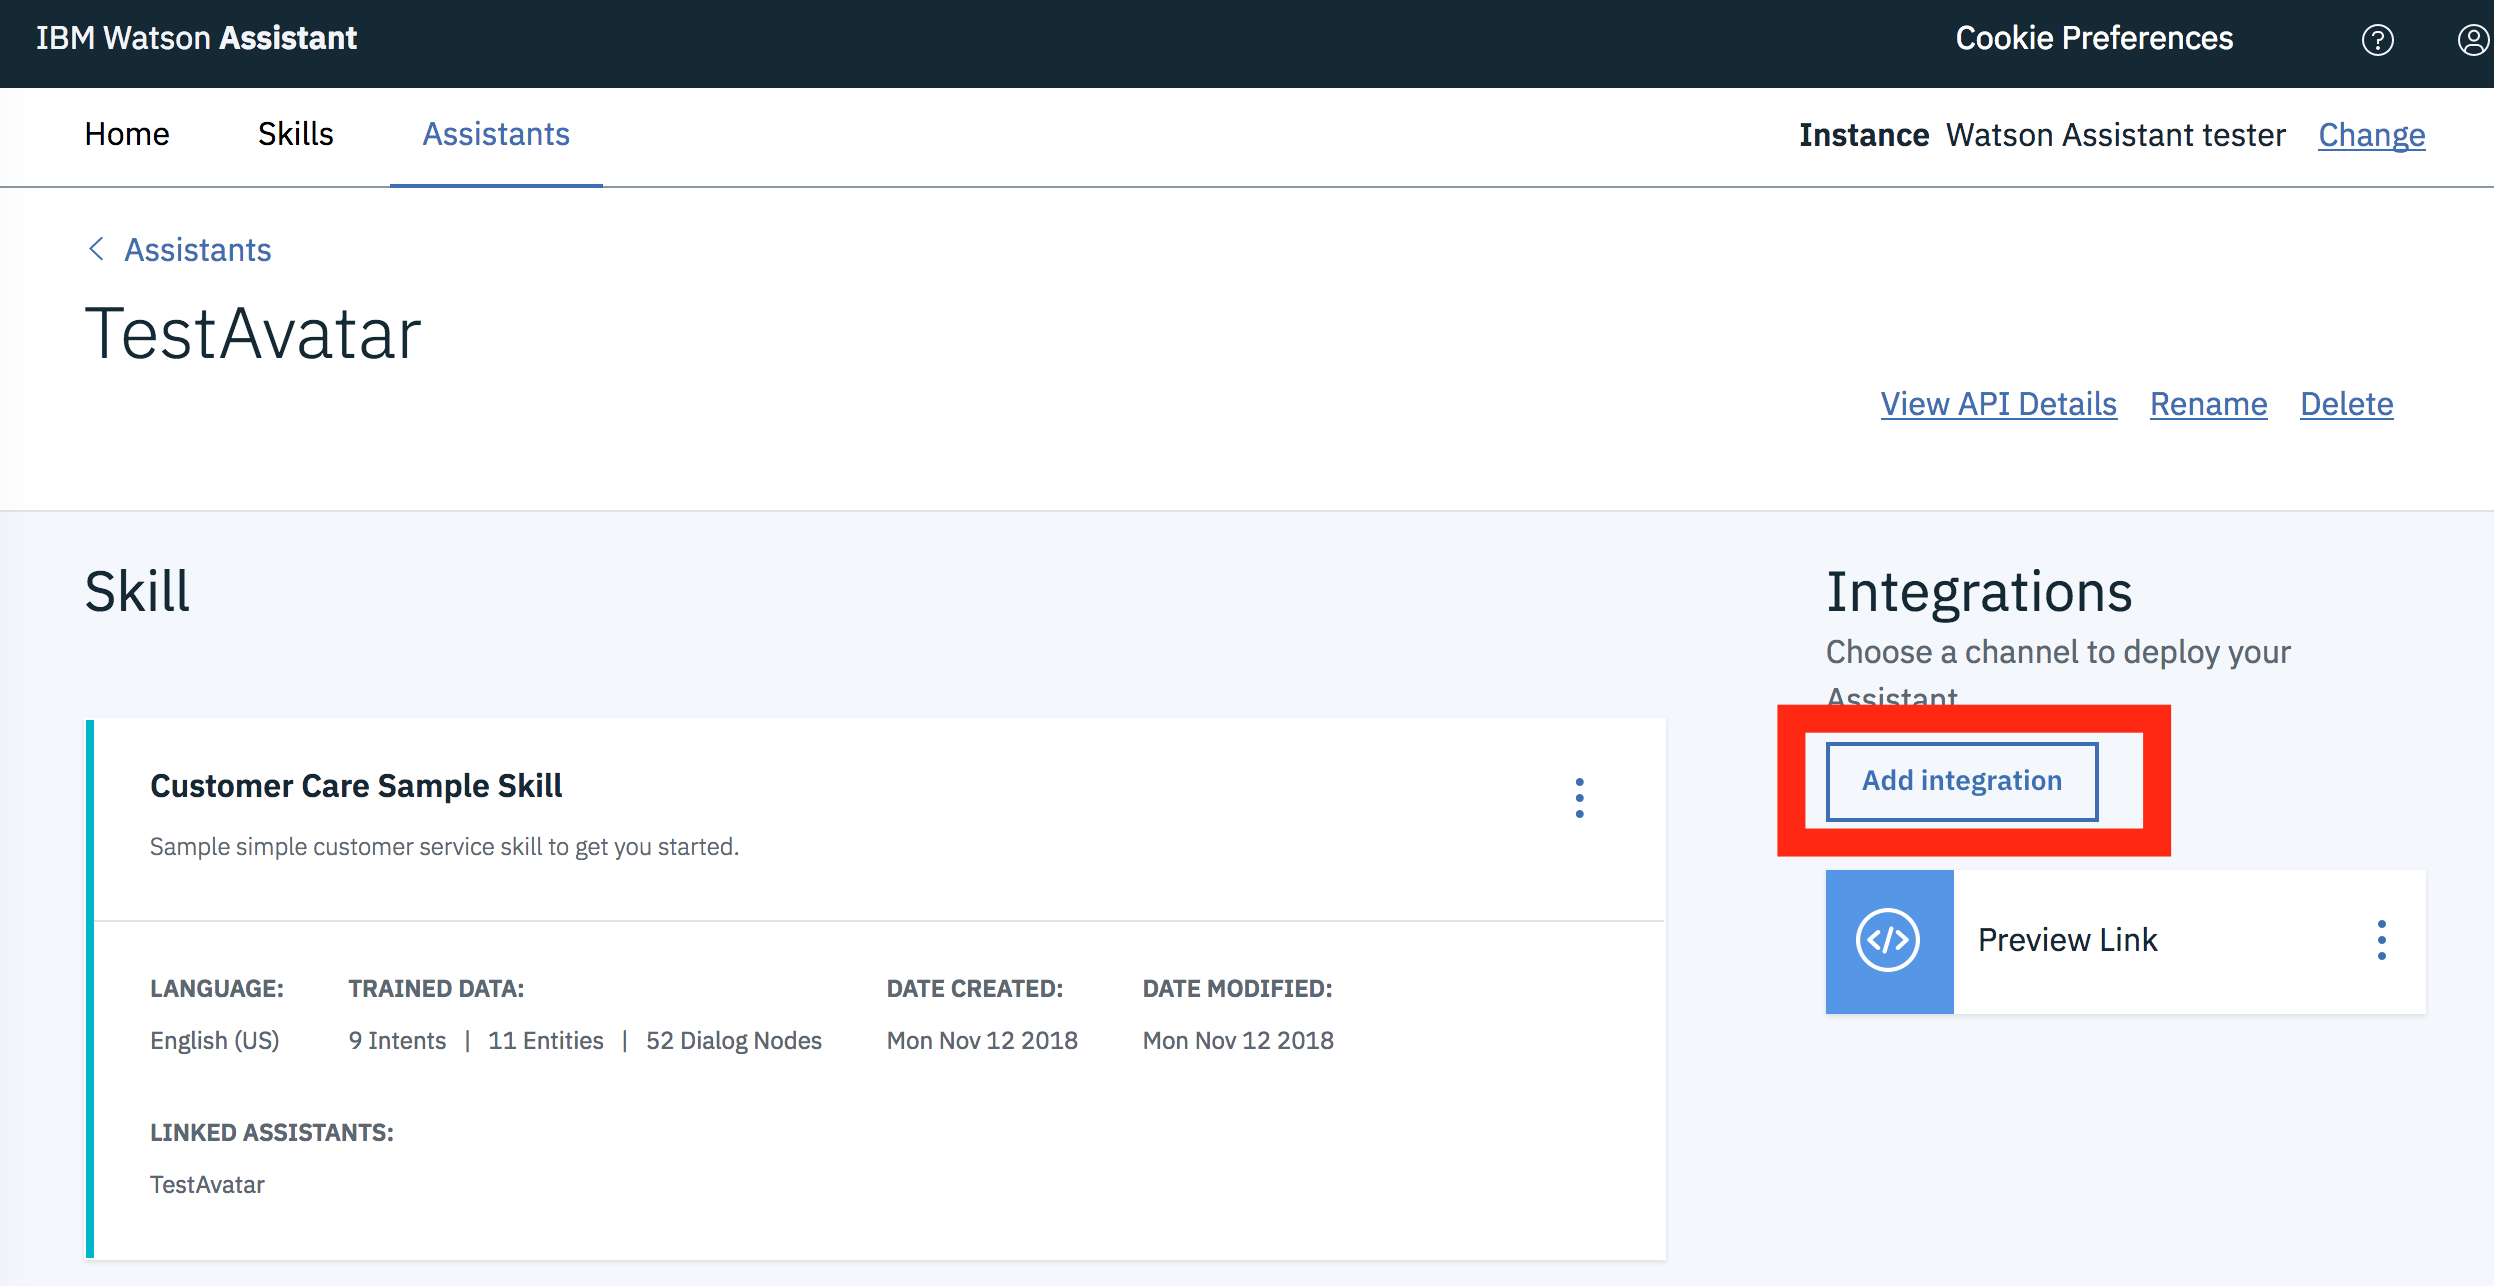 IBM Watson Assistant
Cookie Preferences
Home Skills Assistants
Instance Watson Assistant tester Change
Assistants
TestAvatar
View API Details Rename Delete
Skill
Integrations
Choose a channel to deploy your
Assistant
Add integration
Customer Care Sample Skill
Sample simple customer service skill to get you started.
Preview Link
LANGUAGE: TRAINED DATA: DATE CREATED: DATE MODIFIED:
English (US) 9 Intents | 11 Entities | 52 Dialog Nodes Mon Nov 12 2018 Mon Nov 12 2018
LINKED ASSISTANTS:
TestAvatar